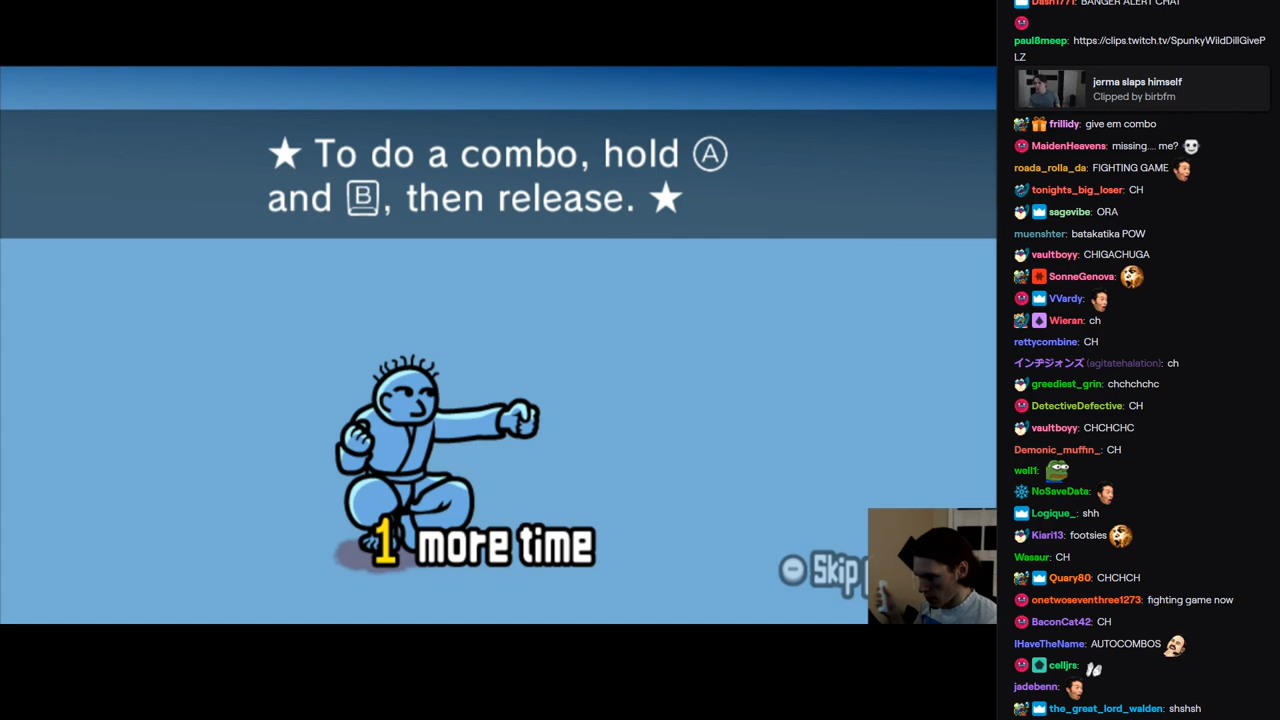 ★ To do a combo, hold Ⓐ
and B, then release. ★
1 more time
Skip
Dash1771: BANGER ALERT CHAT
paul8meep: https://clips.twitch.tv/SpunkyWildDillGiveP
LZ
jerma slaps himself
Clipped by birbfm
frillidy: give em combo
MaidenHeavens: missing.... me?
roada_rolla_da: FIGHTING GAME
tonights_big_loser: CH
sagevibe: ORA
muenshter: batakatika POW
vaultboyy: CHIGACHUGA
SonneGenova:
VVardy:
Wieran: ch
rettycombine: CH
インヂジォンズ (agitatehalation): ch
greediest_grin: chchchchc
DetectiveDefective: CH
vaultboyy: CHCHCHC
Demonic_muffin_: CH
well1:
NoSaveData:
Logique_: shh
Kiari13: footsies
Wasaur: CH
Quary80: CHCHCH
onetwoseventhree1273: fighting game now
BaconCat42: CH
IHaveTheName: AUTOCOMBOS
celljrs:
jadebenn:
the_great_lord_walden: shshsh